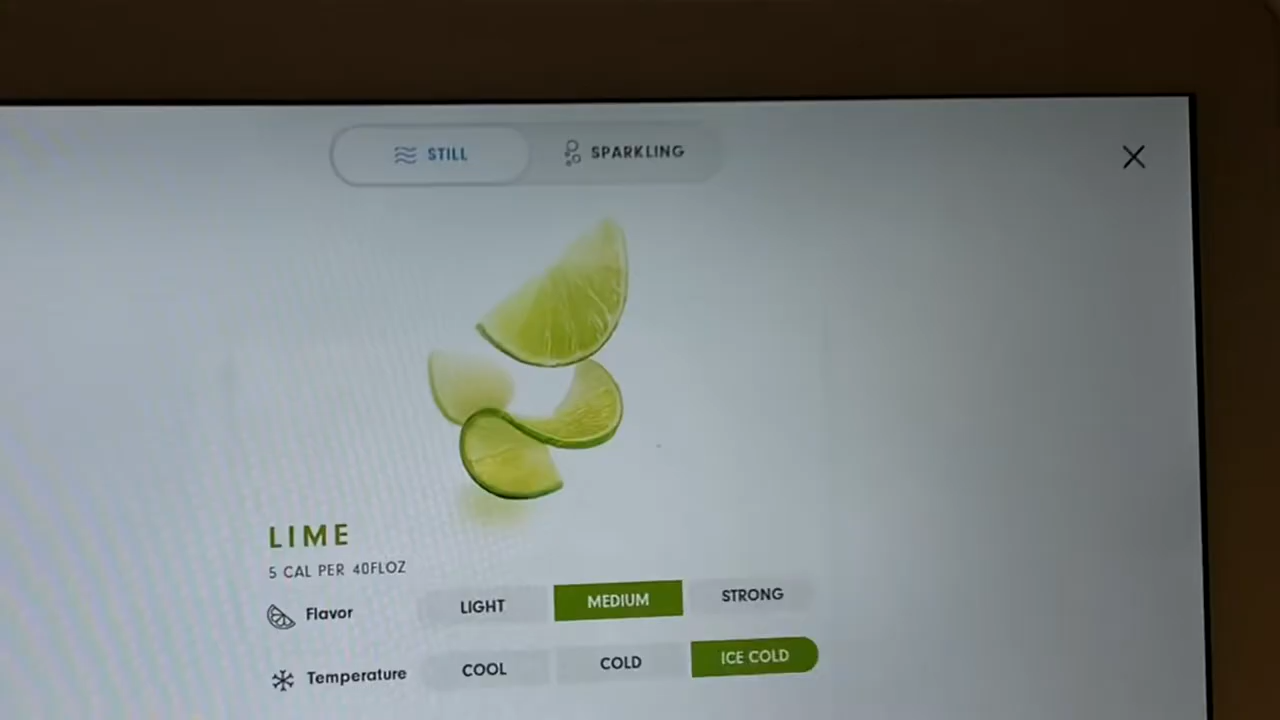 STILL SPARKLING
LIME
5 CAL PER 40FLOZ
Flavor LIGHT MEDIUM STRONG
Temperature COOL COLD ICE COLD